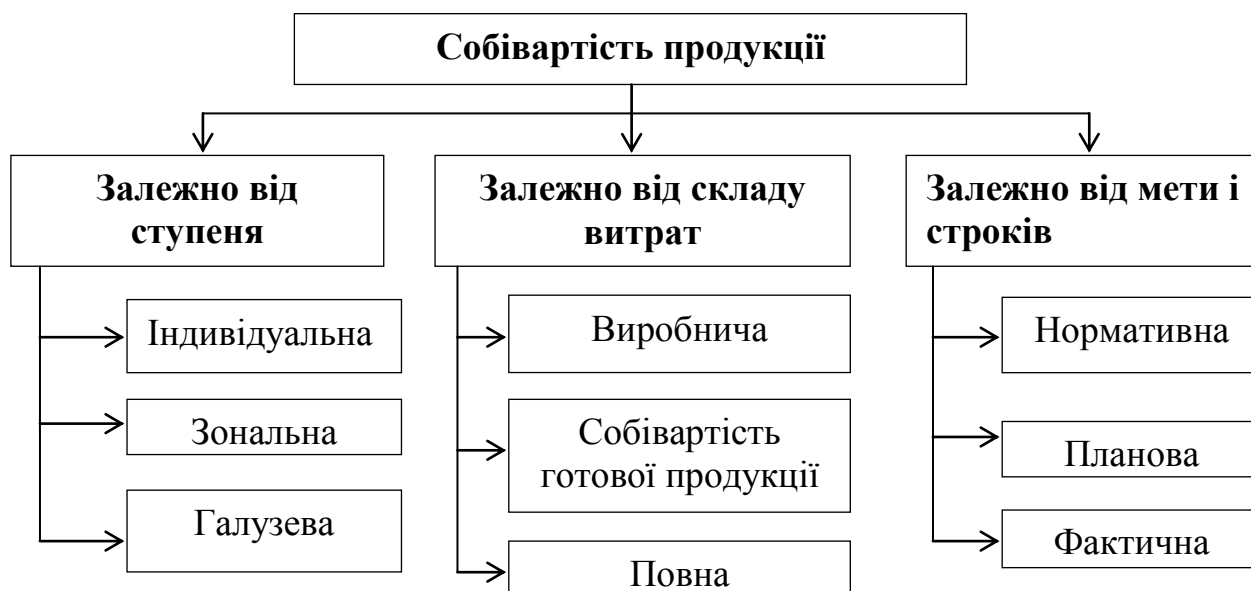 Собівартість продукції
Залежно від
ступеня
Залежно від складу
витрат
Залежно від мети і
строків
Індивідуальна
Зональна
Галузева
Виробнича
Собівартість
готової продукції
Повна
Нормативна
Планова
Фактична